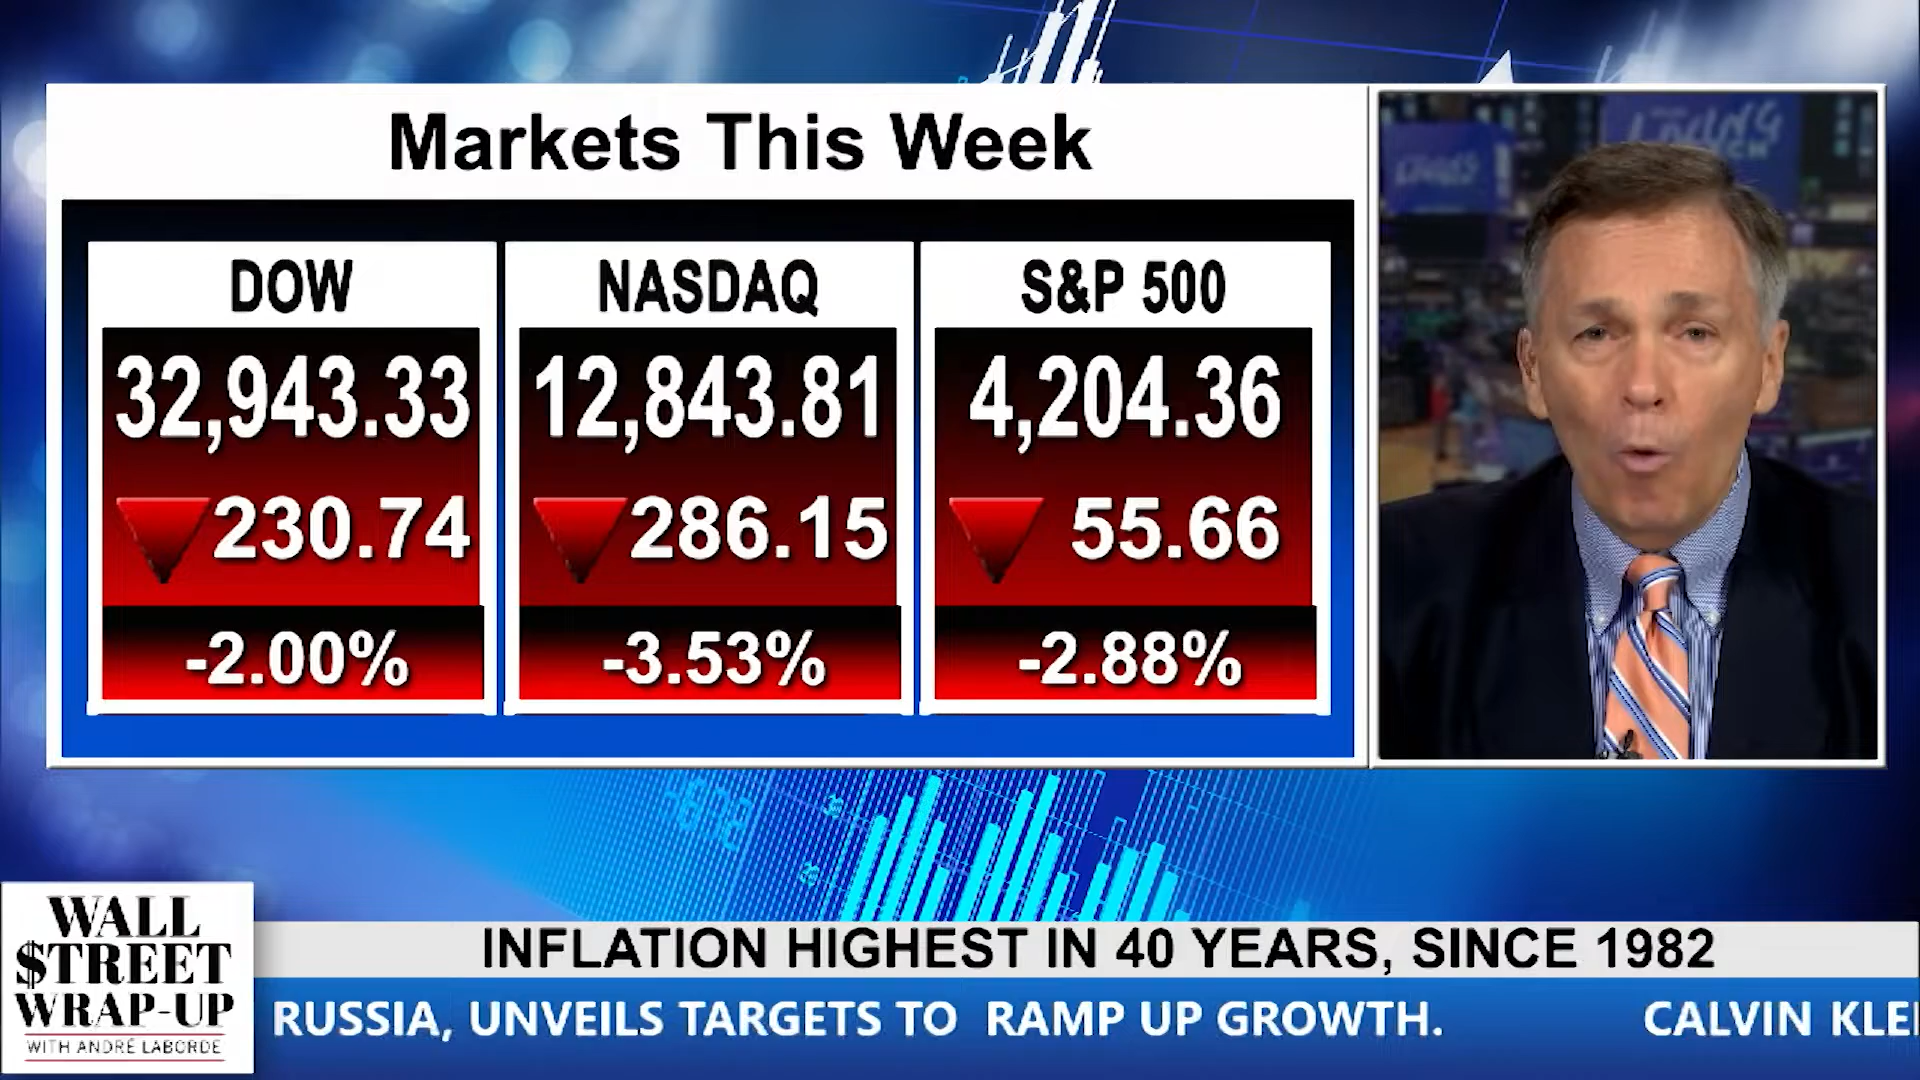 Markets This Week
DOW
32,943.33
230.74
-2.00%
NASDAQ
12,843.81
286.15
-3.53%
S&P 500
4,204.36
55.66
-2.88%
WALL
$TREET
WRAP-UP
WITH ANDRÉ LABORDE
INFLATION HIGHEST IN 40 YEARS, SINCE 1982
RUSSIA, UNVEILS TARGETS TO RAMP UP GROWTH.
CALVIN KLEI